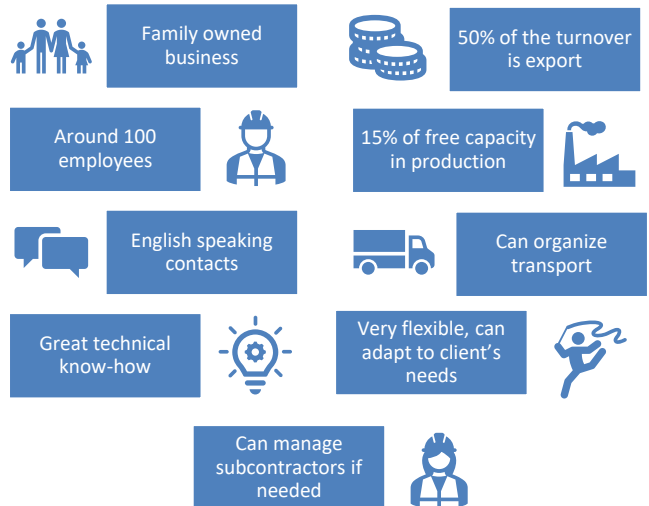 Family owned
business
50% of the turnover
is export
Around 100
employees
15% of free capacity
in production
English speaking
contacts
Can organize
transport
Great technical
know-how
Very flexible, can
adapt to client's
needs
Can manage
subcontractors if
needed